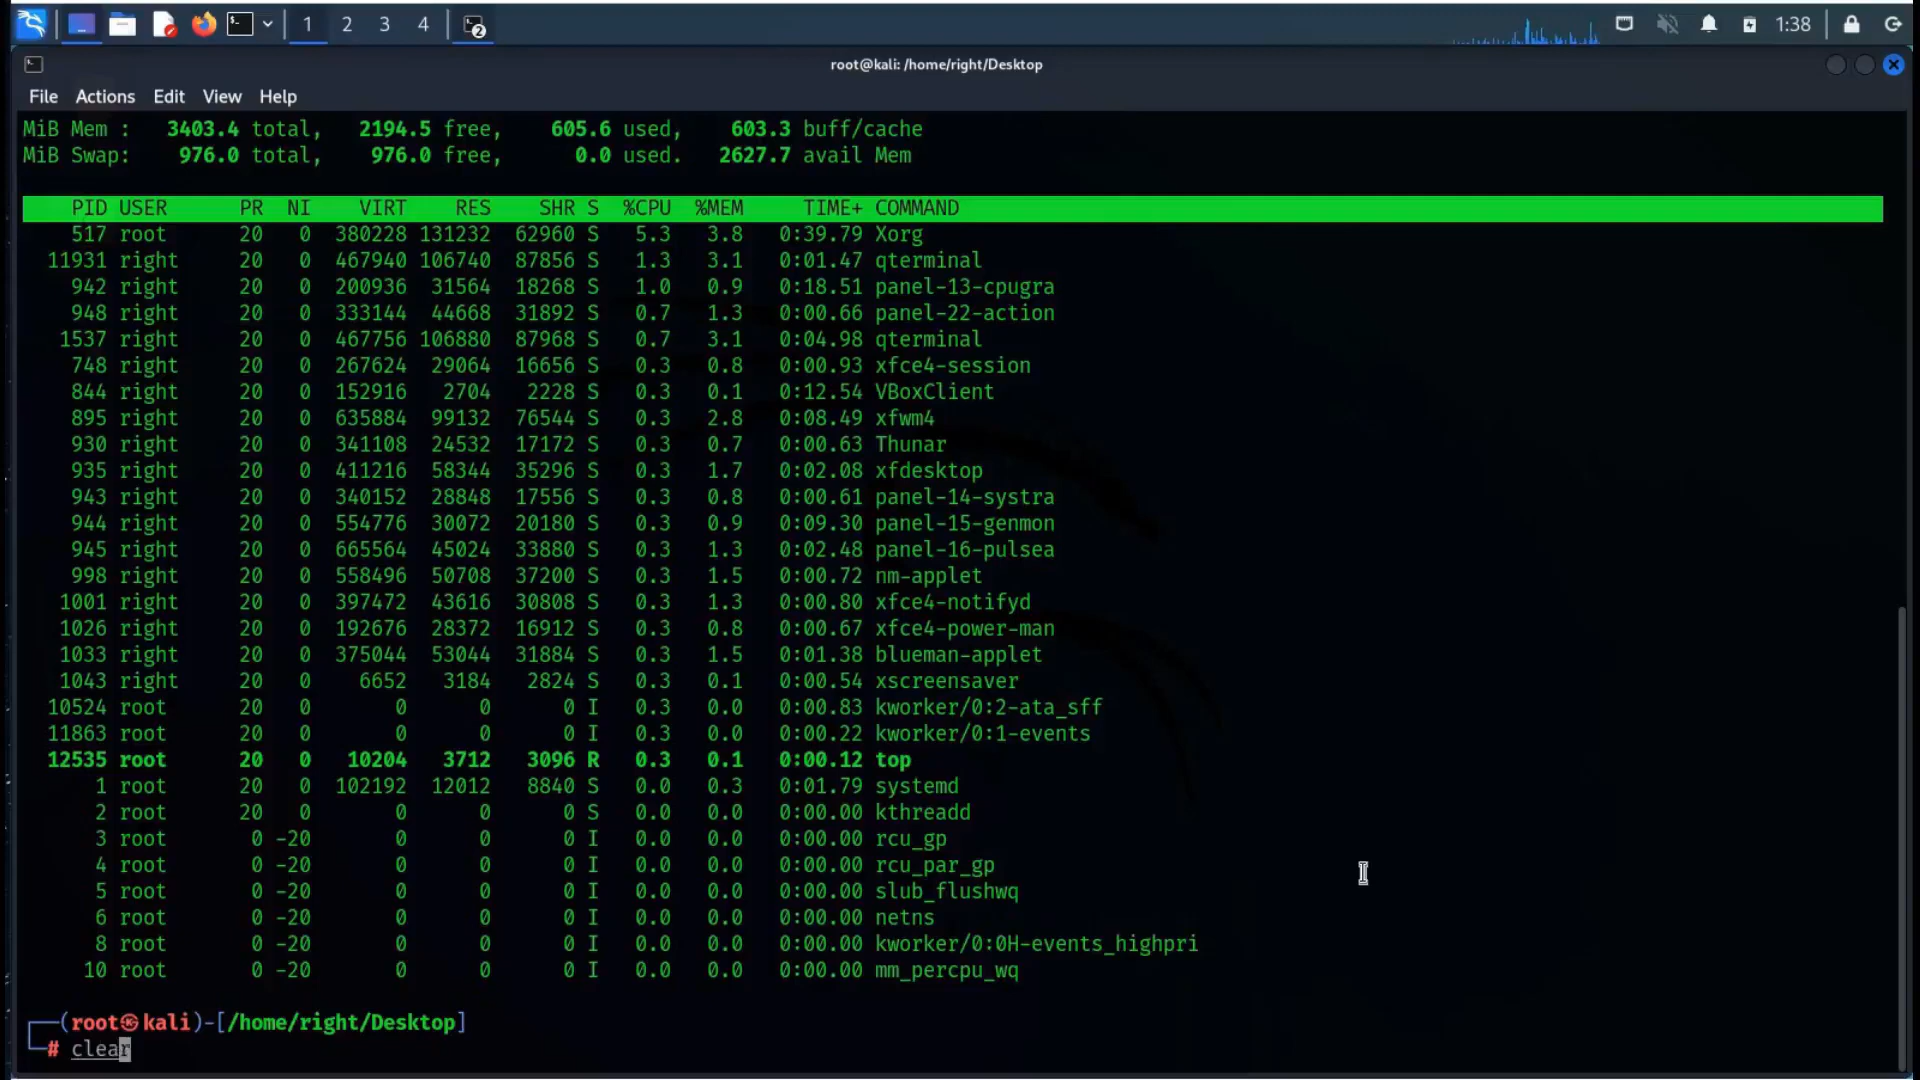 1 2 3 4 2 1:38
root@kali: /home/right/Desktop
File Actions Edit View Help
MiB Mem : 3403.4 total, 2194.5 free, 605.6 used, 603.3 buff/cache
MiB Swap: 976.0 total, 976.0 free, 0.0 used. 2627.7 avail Mem
PID USER PR NI VIRT RES SHR S %CPU %MEM TIME+ COMMAND
517 root 20 0 380228 131232 62960 S 5.3 3.8 0:39.79 Xorg
11931 right 20 0 467940 106740 87856 S 1.3 3.1 0:01.47 qterminal
942 right 20 0 200936 31564 18268 S 1.0 0.9 0:18.51 panel-13-cpugra
948 right 20 0 333144 44668 31892 S 0.7 1.3 0:00.66 panel-22-action
1537 right 20 0 467756 106880 87968 S 0.7 3.1 0:04.98 qterminal
748 right 20 0 267624 29064 16656 S 0.3 0.8 0:00.93 xfce4-session
844 right 20 0 152916 2704 2228 S 0.3 0.1 0:12.54 VBoxClient
895 right 20 0 635884 99132 76544 S 0.3 2.8 0:08.49 xfwm4
930 right 20 0 341108 24532 17172 S 0.3 0.7 0:00.63 Thunar
935 right 20 0 411216 58344 35296 S 0.3 1.7 0:02.08 xfdesktop
943 right 20 0 340152 28848 17556 S 0.3 0.8 0:00.61 panel-14-systra
944 right 20 0 554776 30072 20180 S 0.3 0.9 0:09.30 panel-15-genmon
945 right 20 0 665564 45024 33880 S 0.3 1.3 0:02.48 panel-16-pulsea
998 right 20 0 558496 50708 37200 S 0.3 1.5 0:00.72 nm-applet
1001 right 20 0 397472 43616 30808 S 0.3 1.3 0:00.80 xfce4-notifyd
1026 right 20 0 192676 28372 16912 S 0.3 0.8 0:00.67 xfce4-power-man
1033 right 20 0 375044 53044 31884 S 0.3 1.5 0:01.38 blueman-applet
1043 right 20 0 6652 3184 2824 S 0.3 0.1 0:00.54 xscreensaver
10524 root 20 0 0 0 0 I 0.3 0.0 0:00.83 kworker/0:2-ata_sff
11863 root 20 0 0 0 0 I 0.3 0.0 0:00.22 kworker/0:1-events
12535 root 20 0 10204 3712 3096 R 0.3 0.1 0:00.12 top
1 root 20 0 102192 12012 8840 S 0.0 0.3 0:01.79 systemd
2 root 20 0 0 0 0 S 0.0 0.0 0:00.00 kthreadd
3 root 0 -20 0 0 0 I 0.0 0.0 0:00.00 rcu_gp
4 root 0 -20 0 0 0 I 0.0 0.0 0:00.00 rcu_par_gp
5 root 0 -20 0 0 0 I 0.0 0.0 0:00.00 slub_flushwq
6 root 0 -20 0 0 0 I 0.0 0.0 0:00.00 netns
8 root 0 -20 0 0 0 I 0.0 0.0 0:00.00 kworker/0:0H-events_highpri
10 root 0 -20 0 0 0 I 0.0 0.0 0:00.00 mm_percpu_wq
┌──(root㉿kali)-[/home/right/Desktop]
└─# clear